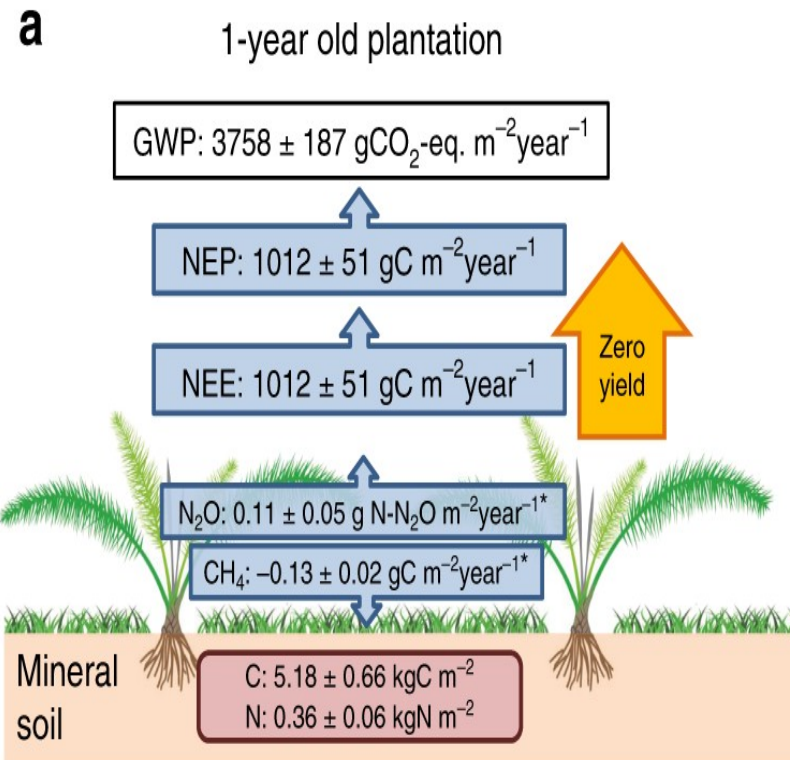 a
1-year old plantation
GWP: 3758 ± 187 gCO₂-eq. m⁻²year⁻¹
NEP: 1012 ± 51 gC m⁻²year⁻¹
NEE: 1012 ± 51 gC m⁻²year⁻¹
Zero
yield
N₂O: 0.11 ± 0.05 g N-N₂O m⁻²year⁻¹*
CH₄: –0.13 ± 0.02 gC m⁻²year⁻¹*
Mineral
soil
C: 5.18 ± 0.66 kgC m⁻²
N: 0.36 ± 0.06 kgN m⁻²